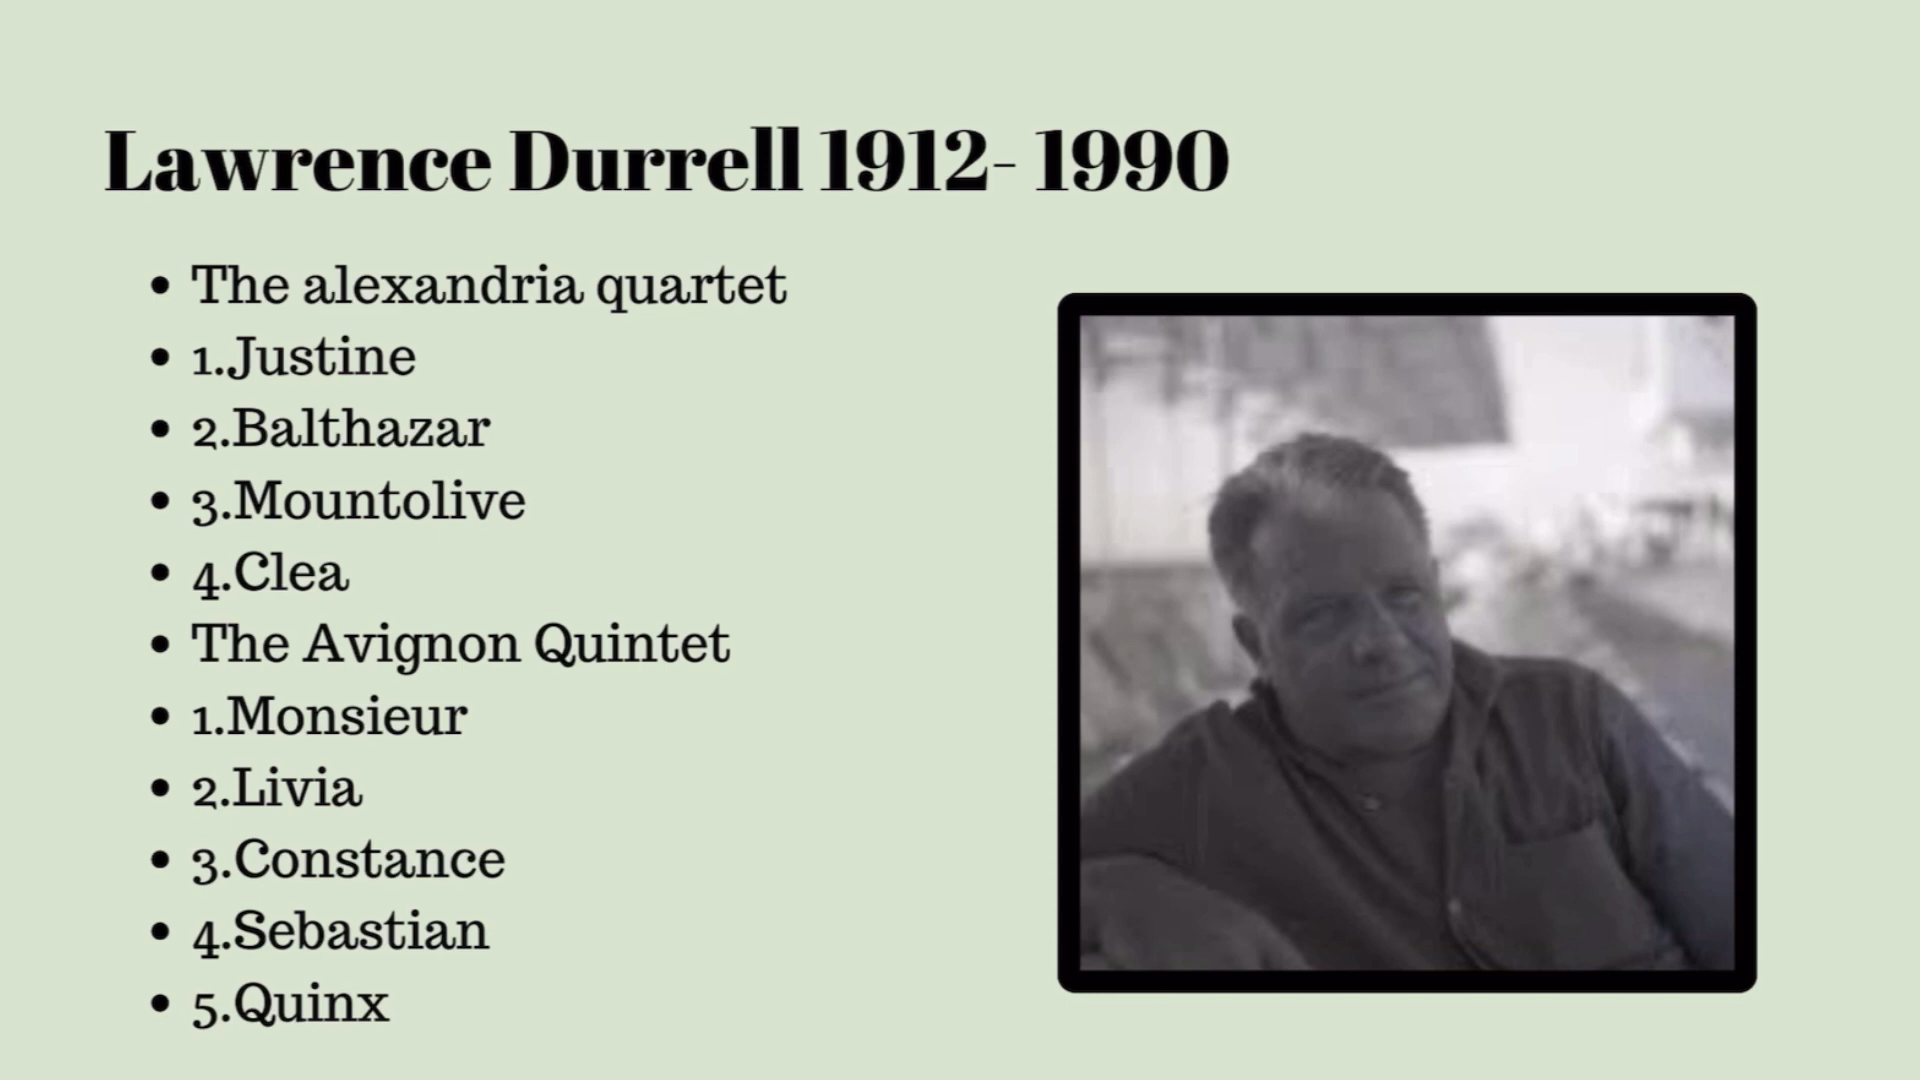 Lawrence Durrell 1912- 1990
• The alexandria quartet
• 1.Justine
• 2.Balthazar
• 3.Mountolive
• 4.Clea
• The Avignon Quintet
• 1.Monsieur
• 2.Livia
• 3.Constance
• 4.Sebastian
• 5.Quinx